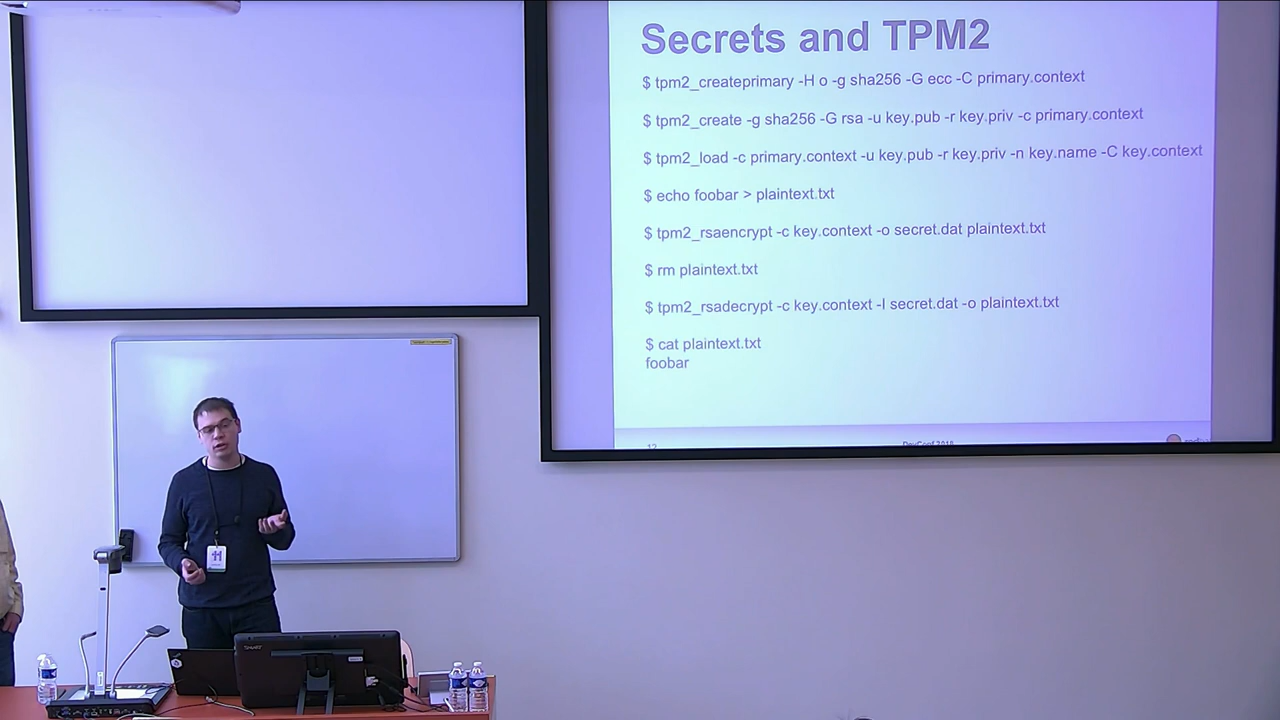 Secrets and TPM2
$ tpm2_createprimary -H o -g sha256 -G ecc -C primary.context
$ tpm2_create -g sha256 -G rsa -u key.pub -r key.priv -c primary.context
$ tpm2_load -c primary.context -u key.pub -r key.priv -n key.name -C key.context
$ echo foobar > plaintext.txt
$ tpm2_rsaencrypt -c key.context -o secret.dat plaintext.txt
$ rm plaintext.txt
$ tpm2_rsadecrypt -c key.context -I secret.dat -o plaintext.txt
$ cat plaintext.txt
foobar
12
DevConf 2018